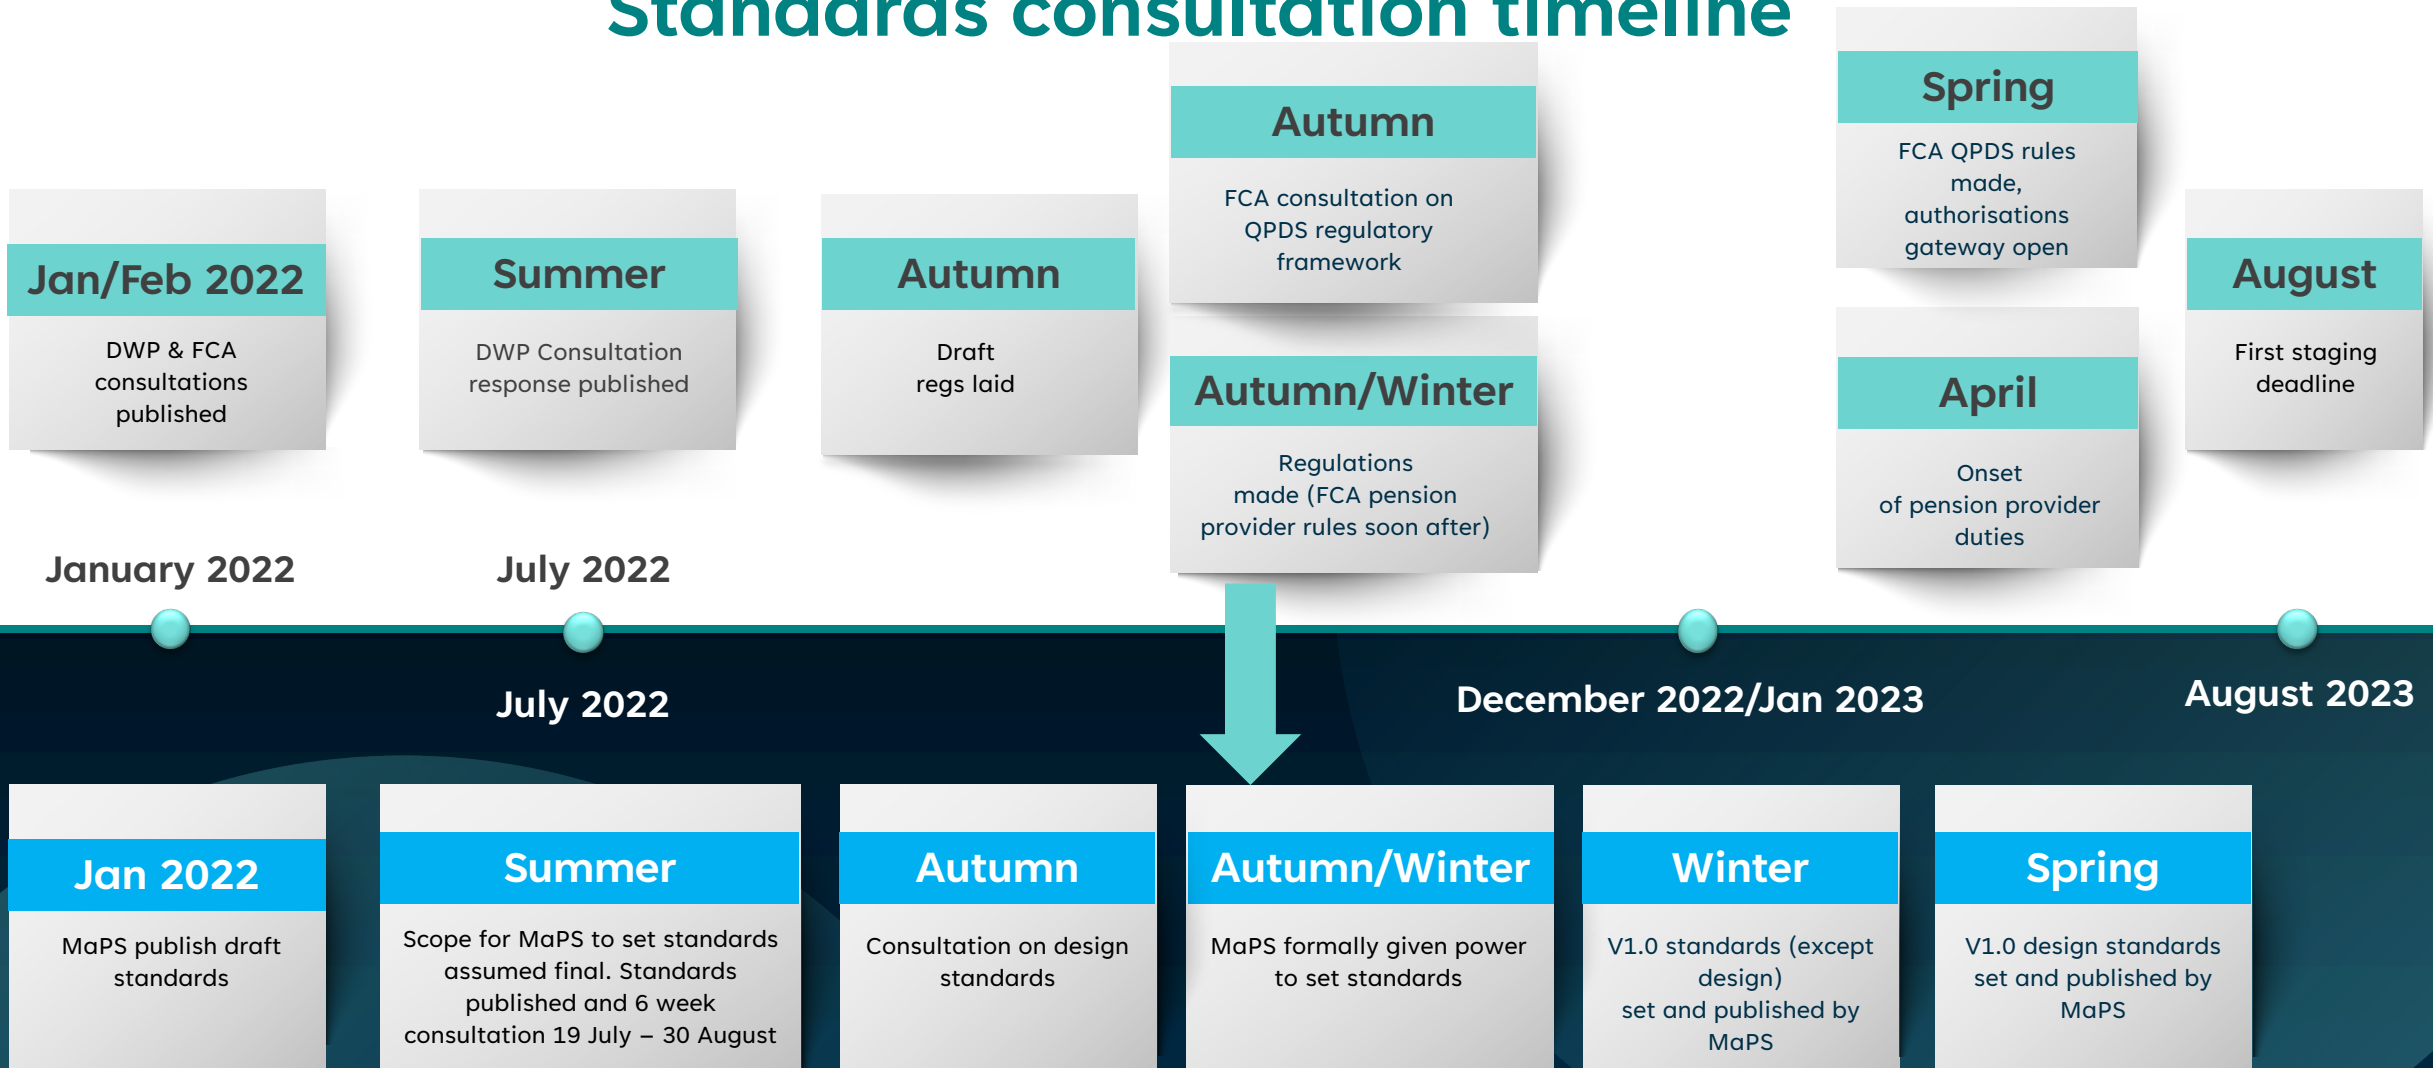 Standards consultation timeline
Jan/Feb 2022
DWP & FCA
consultations
published
Summer
DWP Consultation
response published
Autumn
Draft
regs laid
Autumn
FCA consultation on
QPDS regulatory
framework
Autumn/Winter
Regulations
made (FCA pension
provider rules soon after)
Spring
FCA QPDS rules
made,
authorisations
gateway open
April
Onset
of pension provider
duties
August
First staging
deadline
January 2022
July 2022
July 2022
December 2022/Jan 2023
August 2023
Jan 2022
MaPS publish draft
standards
Summer
Scope for MaPS to set standards
assumed final. Standards
published and 6 week
consultation 19 July – 30 August
Autumn
Consultation on design
standards
Autumn/Winter
MaPS formally given power
to set standards
Winter
V1.0 standards (except
design)
set and published by
MaPS
Spring
V1.0 design standards
set and published by
MaPS